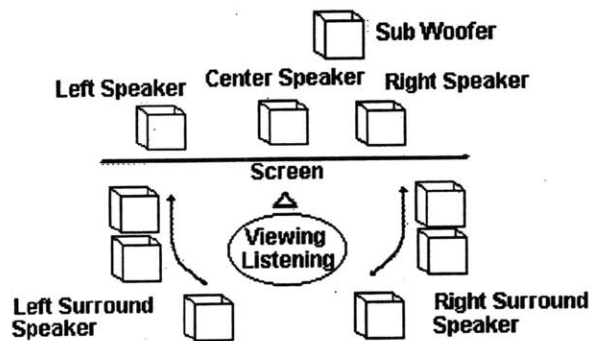 Sub Woofer
Left Speaker
Center Speaker
Right Speaker
Screen
Viewing
Listening
Left Surround
Speaker
Right Surround
Speaker